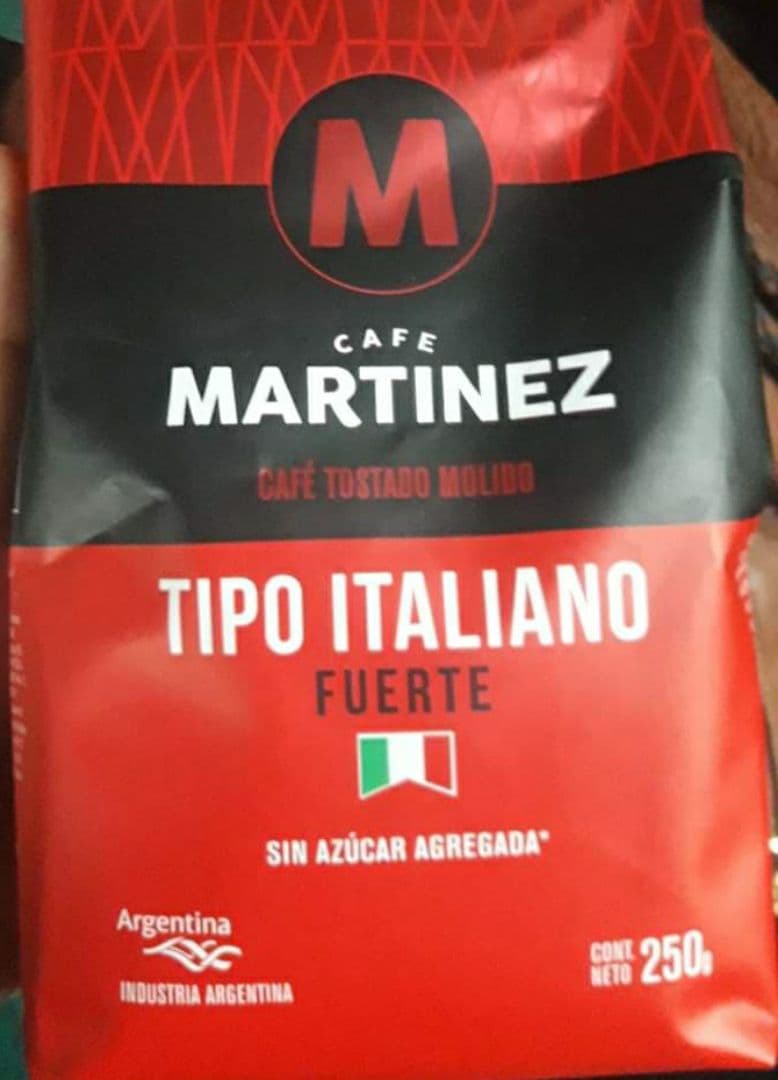 M
CAFE
MARTINEZ
CAFÉ TOSTADO MOLIDO
TIPO ITALIANO
FUERTE
SIN AZÚCAR AGREGADA*
Argentina
INDUSTRIA ARGENTINA
CONT.
NETO 250g